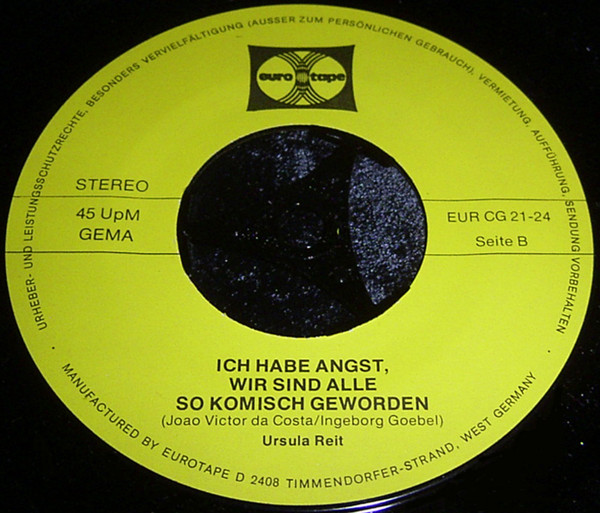 URHEBER- UND LEISTUNGSSCHUTZRECHTE, BESONDERS VERVIELFÄLTIGUNG (AUSSER ZUM PERSÖNLICHEN GEBRAUCH), VERMIETUNG, AUFFÜHRUNG, SENDUNG VORBEHALTEN
euro tape
STEREO
45 UpM
GEMA
EUR CG 21-24
Seite B
ICH HABE ANGST,
WIR SIND ALLE
SO KOMISCH GEWORDEN
(Joao Victor da Costa/Ingeborg Goebel)
Ursula Reit
MANUFACTURED BY EUROTAPE D 2408 TIMMENDORFER-STRAND, WEST GERMANY